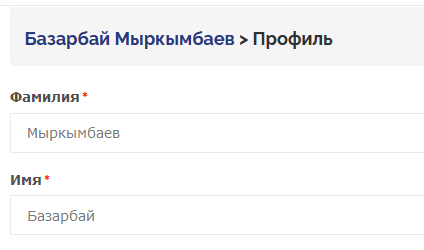 Базарбай Мыркымбаев > Профиль
Фамилия *
Мыркымбаев
Имя *
Базарбай